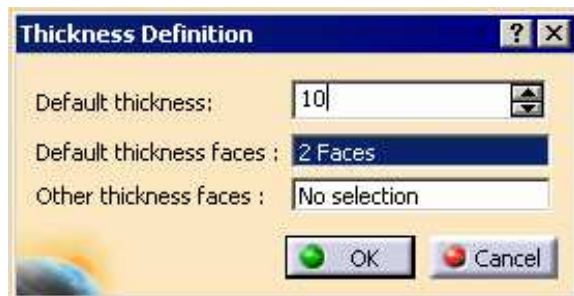 Thickness Definition ? X
Default thickness: 10
Default thickness faces : 2 Faces
Other thickness faces : No selection
OK Cancel